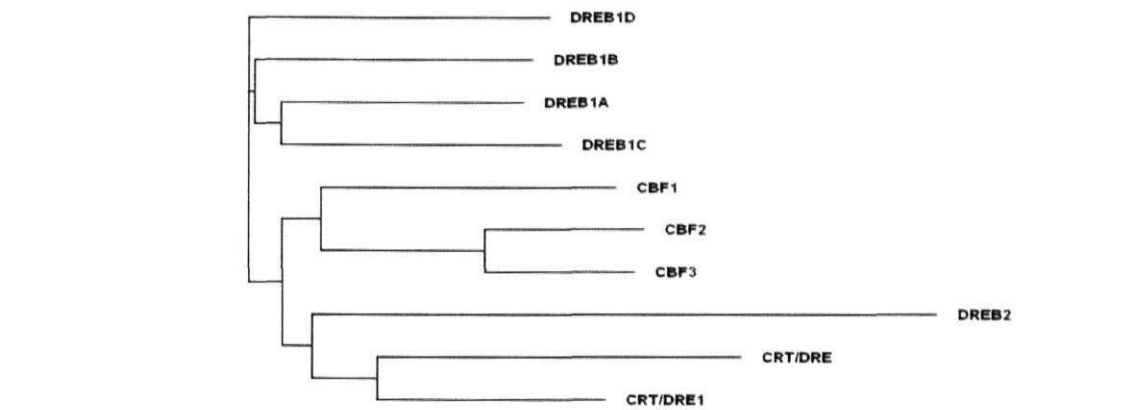 DREB1D
DREB1B
DREB1A
DREB1C
CBF1
CBF2
CBF3
DREB2
CRT/DRE
CRT/DRE1